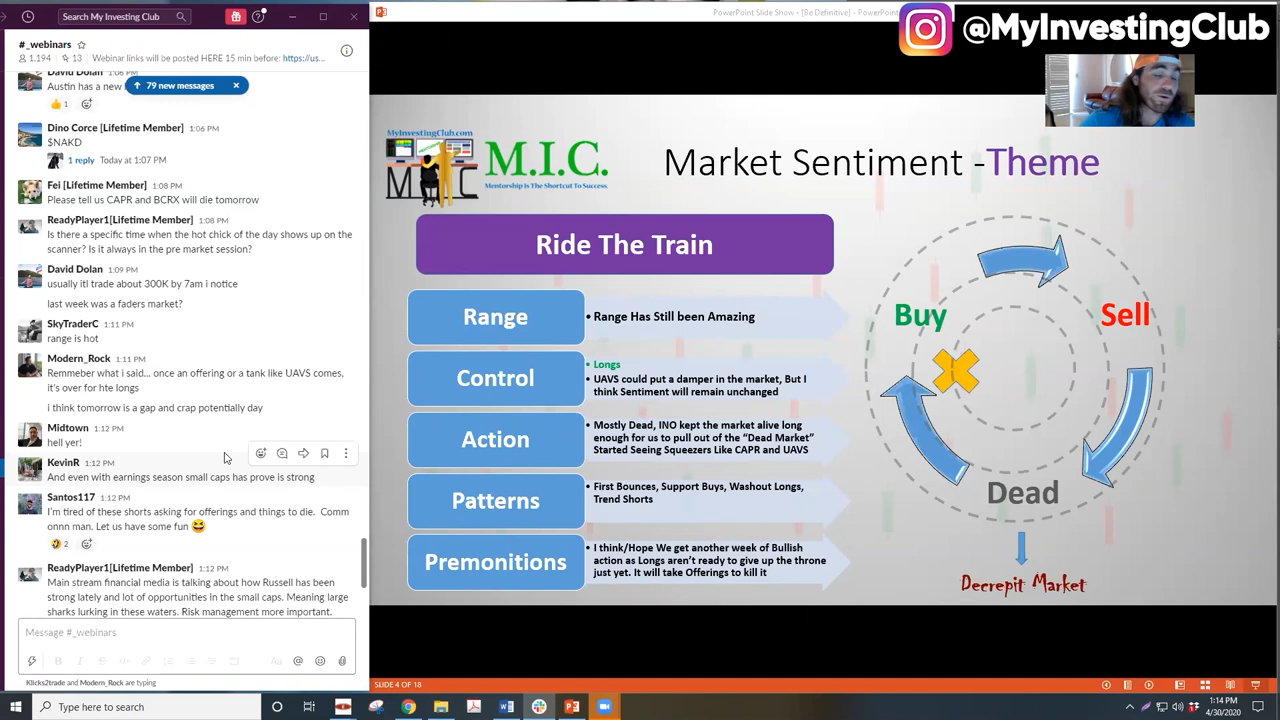 Search My Investing Club
#_webinars
1,194
13
Webinar links will be posted HERE 15 min before: https://us...
David Dolan 1:06 PM
Austin has a new
79 new messages
1
Dino Corce [Lifetime Member] 1:06 PM
$NAKD
1 reply Today at 1:07 PM
Fei [Lifetime Member] 1:08 PM
Please tell us CAPR and BCRX will die tomorrow
ReadyPlayer1[Lifetime Member] 1:08 PM
Is there a specific time when the hot chick of the day shows up on the
scanner? Is it always in the pre market session?
David Dolan 1:09 PM
usually itl trade about 300K by 7am i notice
last week was a faders market?
SkyTraderC 1:11 PM
range is hot
Modern_Rock 1:11 PM
Remmeber what i said... once an offering or a tank like UAVS comes,
it's over for hte longs
i think tomorrow is a gap and crap potentially day
Midtown 1:12 PM
hell yer!
KevinR 1:12 PM
And even with earnings season small caps has prove is strong
Santos117 1:12 PM
I'm tired of these shorts asking for offerings and things to die. Comm
onnn man. Let us have some fun
2
ReadyPlayer1[Lifetime Member] 1:12 PM
Main stream financial media is talking about how Russell has been
strong lately and lot of opportunities in the small caps. Meaning large
sharks lurking in these waters. Risk management more important.
Message #_webinars
Klicks2trade and Modern_Rock are typing
PowerPoint Slide Show - [Be Definitive] - PowerPoint
@MyInvestingClub
MyInvestingClub.com
MIC
M.I.C.
Mentorship Is The Shortcut To Success.
Market Sentiment -Theme
Ride The Train
Range
• Range Has Still been Amazing
Control
• Longs
• UAVS could put a damper in the market, But I
think Sentiment will remain unchanged
Action
• Mostly Dead, INO kept the market alive long
enough for us to pull out of the “Dead Market”
Started Seeing Squeezers Like CAPR and UAVS
Patterns
• First Bounces, Support Buys, Washout Longs,
Trend Shorts
Premonitions
• I think/Hope We get another week of Bullish
action as Longs aren't ready to give up the throne
just yet. It will take Offerings to kill it
Buy
Sell
Dead
Decrepit Market
SLIDE 4 OF 18
Type here to search
1:14 PM
4/30/2020